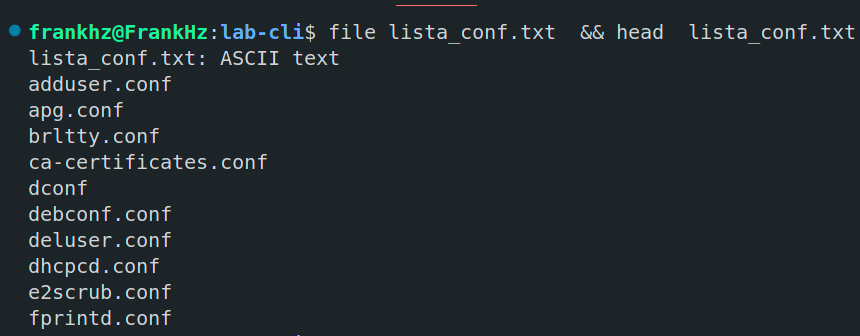 frankhz@FrankHz:lab-cli$ file lista_conf.txt  && head  lista_conf.txt
lista_conf.txt: ASCII text
adduser.conf
apg.conf
brltty.conf
ca-certificates.conf
dconf
debconf.conf
deluser.conf
dhcpcd.conf
e2scrub.conf
fprintd.conf